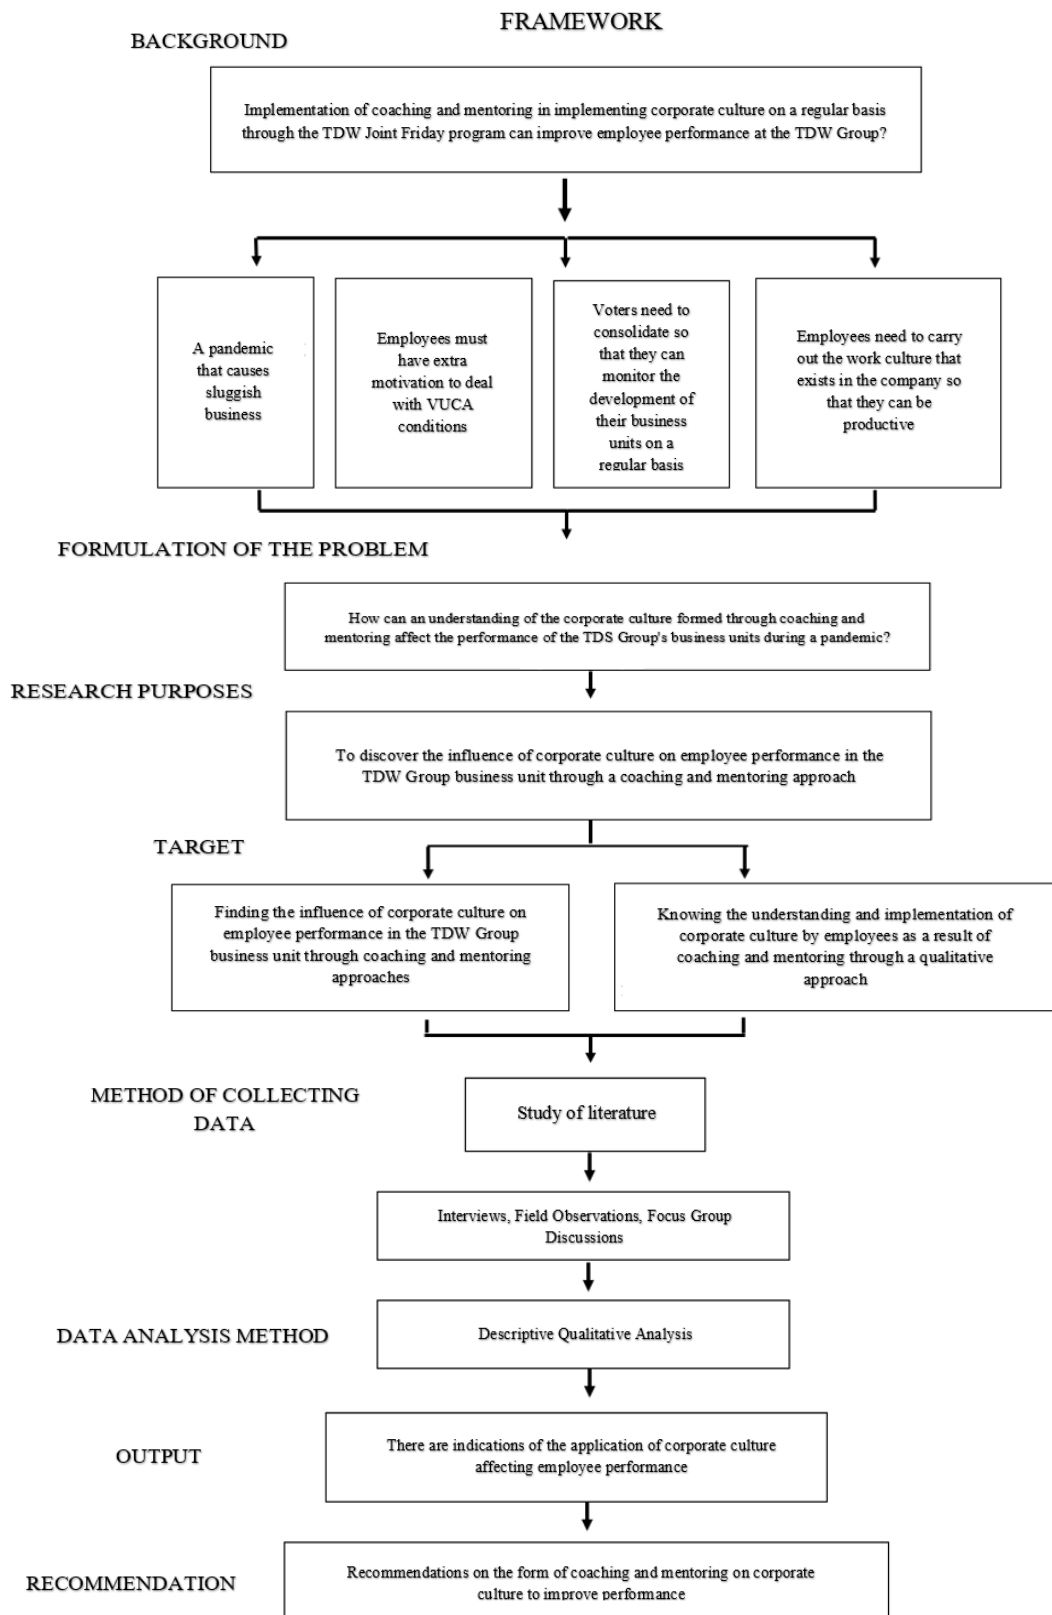 FRAMEWORK
BACKGROUND
Implementation of coaching and mentoring in implementing corporate culture on a regular basis
through the TDW Joint Friday program can improve employee performance at the TDW Group?
A pandemic
that causes
sluggish
business
Employees must
have extra
motivation to deal
with VUCA
conditions
Voters need to
consolidate so
that they can
monitor the
development of
their business
units on a
regular basis
Employees need to carry
out the work culture that
exists in the company so
that they can be
productive
FORMULATION OF THE PROBLEM
How can an understanding of the corporate culture formed through coaching and
mentoring affect the performance of the TDS Group's business units during a pandemic?
RESEARCH PURPOSES
To discover the influence of corporate culture on employee performance in the
TDW Group business unit through a coaching and mentoring approach
TARGET
Finding the influence of corporate culture on
employee performance in the TDW Group
business unit through coaching and mentoring
approaches
Knowing the understanding and implementation of
corporate culture by employees as a result of
coaching and mentoring through a qualitative
approach
METHOD OF COLLECTING
DATA
Study of literature
Interviews, Field Observations, Focus Group
Discussions
DATA ANALYSIS METHOD
Descriptive Qualitative Analysis
OUTPUT
There are indications of the application of corporate culture
affecting employee performance
RECOMMENDATION
Recommendations on the form of coaching and mentoring on corporate
culture to improve performance